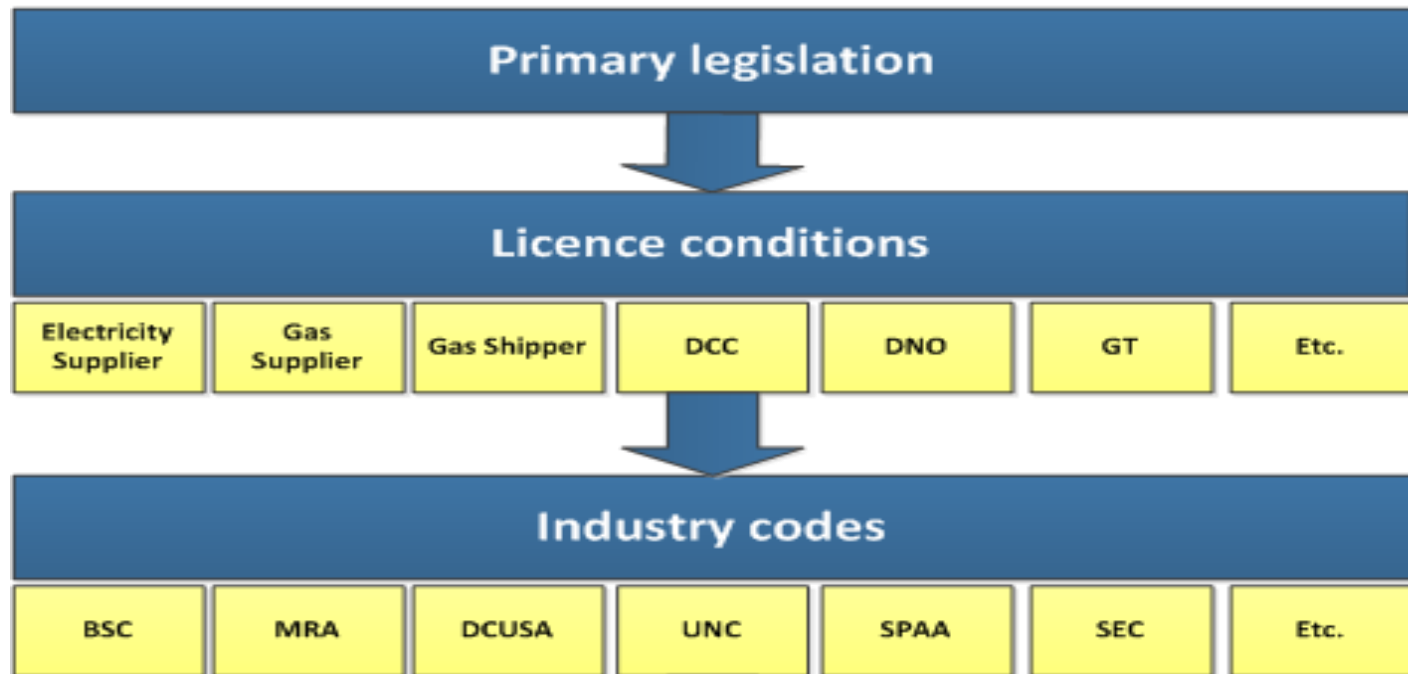 Primary legislation
Licence conditions
Electricity
Supplier
Gas
Supplier
Gas Shipper
DCC
DNO
GT
Etc.
Industry codes
BSC
MRA
DCUSA
UNC
SPAA
SEC
Etc.